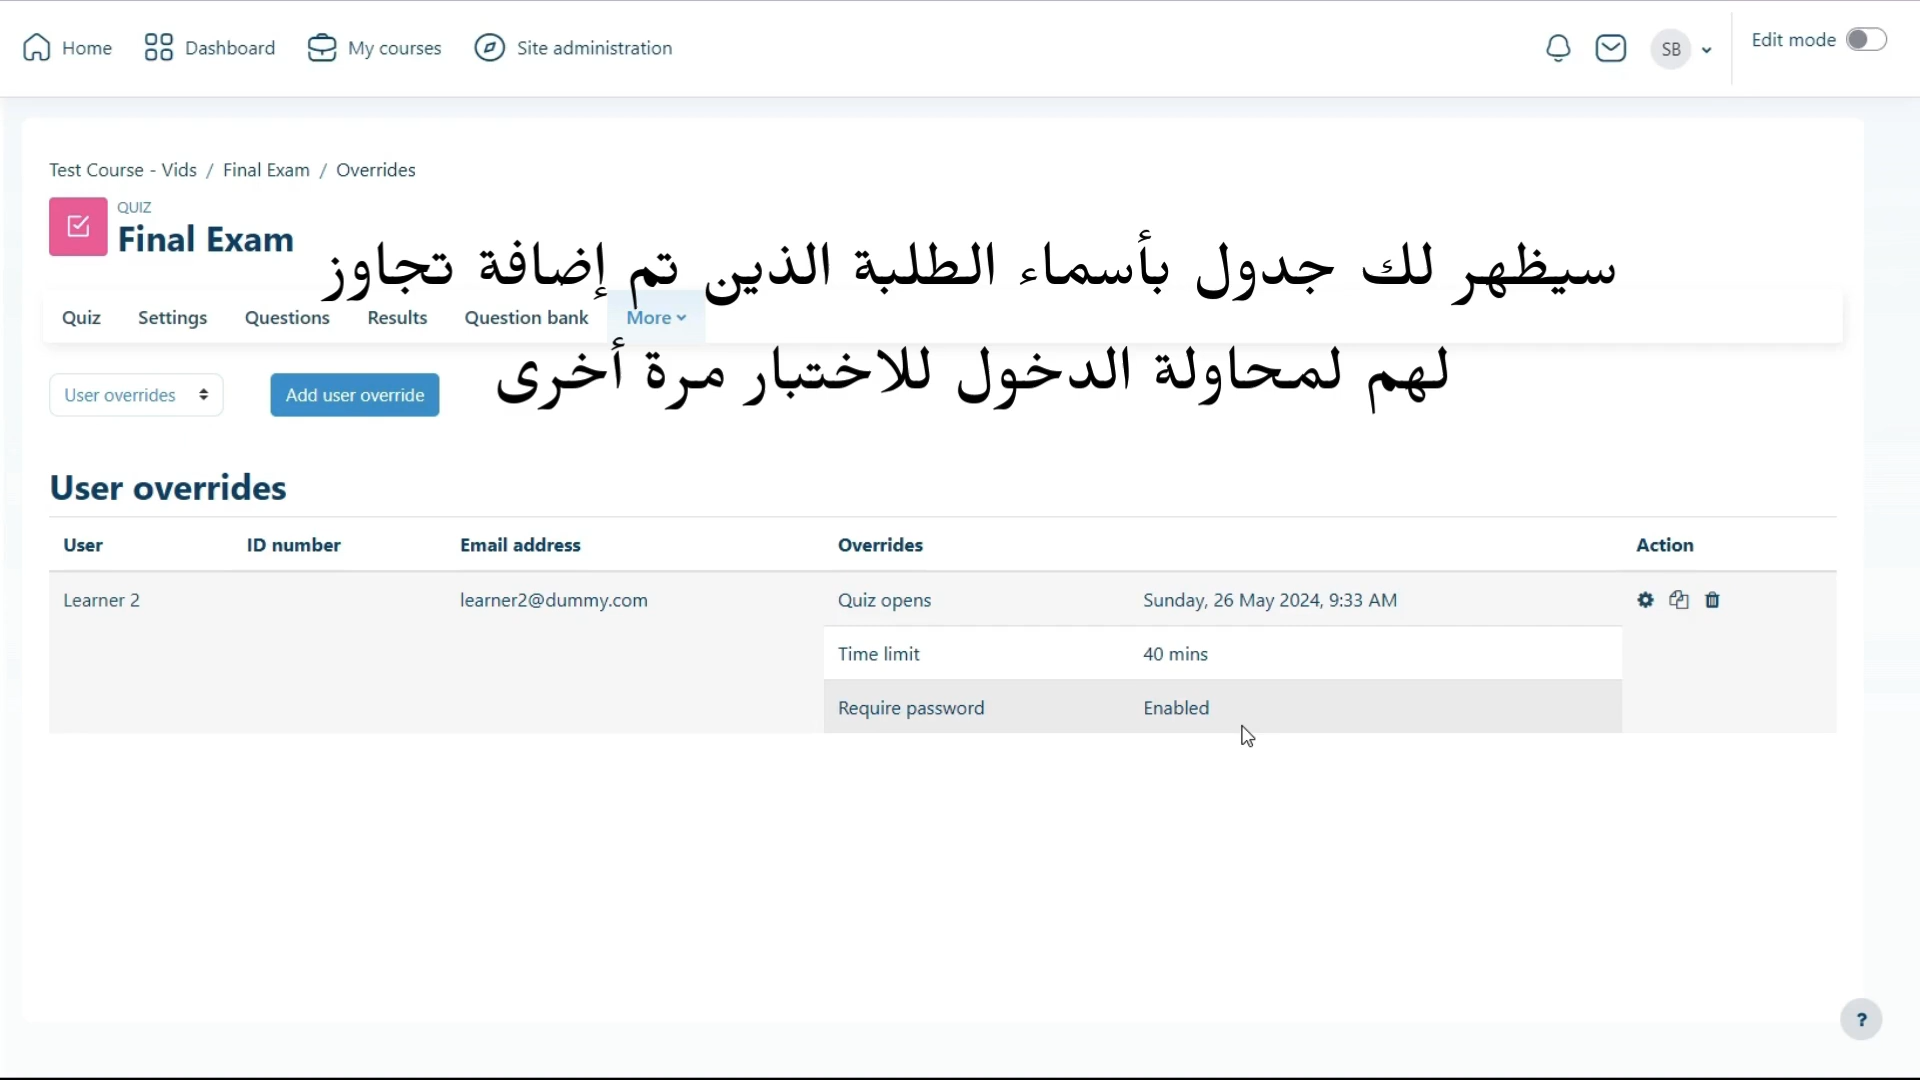 Home
Dashboard
My courses
Site administration
SB
Edit mode
Test Course - Vids / Final Exam / Overrides
QUIZ
Final Exam
سيظهر لك جدول بأسماء الطلبة الذين تم إضافة تجاوز
Quiz
Settings
Questions
Results
Question bank
More
لهم لمحاولة الدخول للاختبار مرة أخرى
User overrides
Add user override
User overrides
User ID number Email address Overrides Action
Learner 2 learner2@dummy.com Quiz opens Sunday, 26 May 2024, 9:33 AM
Time limit 40 mins
Require password Enabled
?